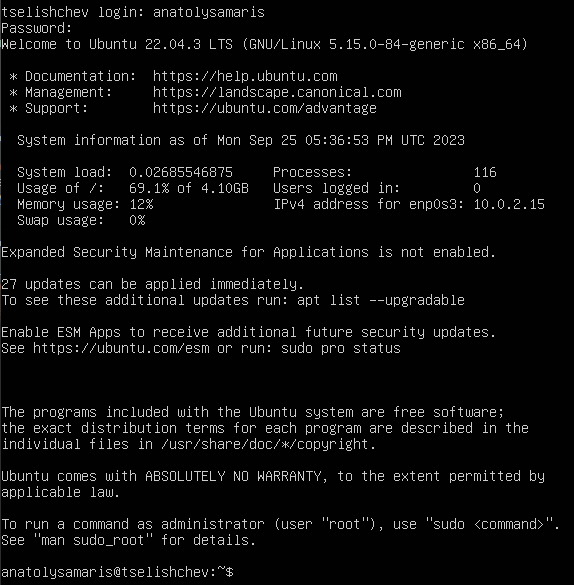 tselishchev login: anatolysamaris
Password:
Welcome to Ubuntu 22.04.3 LTS (GNU/Linux 5.15.0-84-generic x86_64)
* Documentation:  https://help.ubuntu.com
* Management:     https://landscape.canonical.com
* Support:        https://ubuntu.com/advantage
System information as of Mon Sep 25 05:36:53 PM UTC 2023
System load:  0.02685546875     Processes:               116
Usage of /:   69.1% of 4.10GB   Users logged in:         0
Memory usage: 12%               IPv4 address for enp0s3: 10.0.2.15
Swap usage:   0%
Expanded Security Maintenance for Applications is not enabled.
27 updates can be applied immediately.
To see these additional updates run: apt list --upgradable
Enable ESM Apps to receive additional future security updates.
See https://ubuntu.com/esm or run: sudo pro status
The programs included with the Ubuntu system are free software;
the exact distribution terms for each program are described in the
individual files in /usr/share/doc/*/copyright.
Ubuntu comes with ABSOLUTELY NO WARRANTY, to the extent permitted by
applicable law.
To run a command as administrator (user "root"), use "sudo <command>".
See "man sudo_root" for details.
anatolysamaris@tselishchev:~$